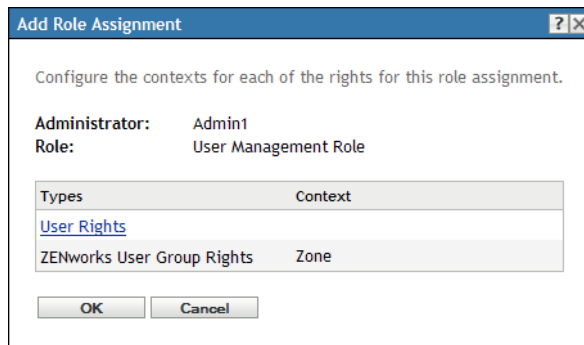 Add Role Assignment ? X
Configure the contexts for each of the rights for this role assignment.
Administrator: Admin1
Role: User Management Role
Types Context
User Rights
ZENworks User Group Rights Zone
OK Cancel